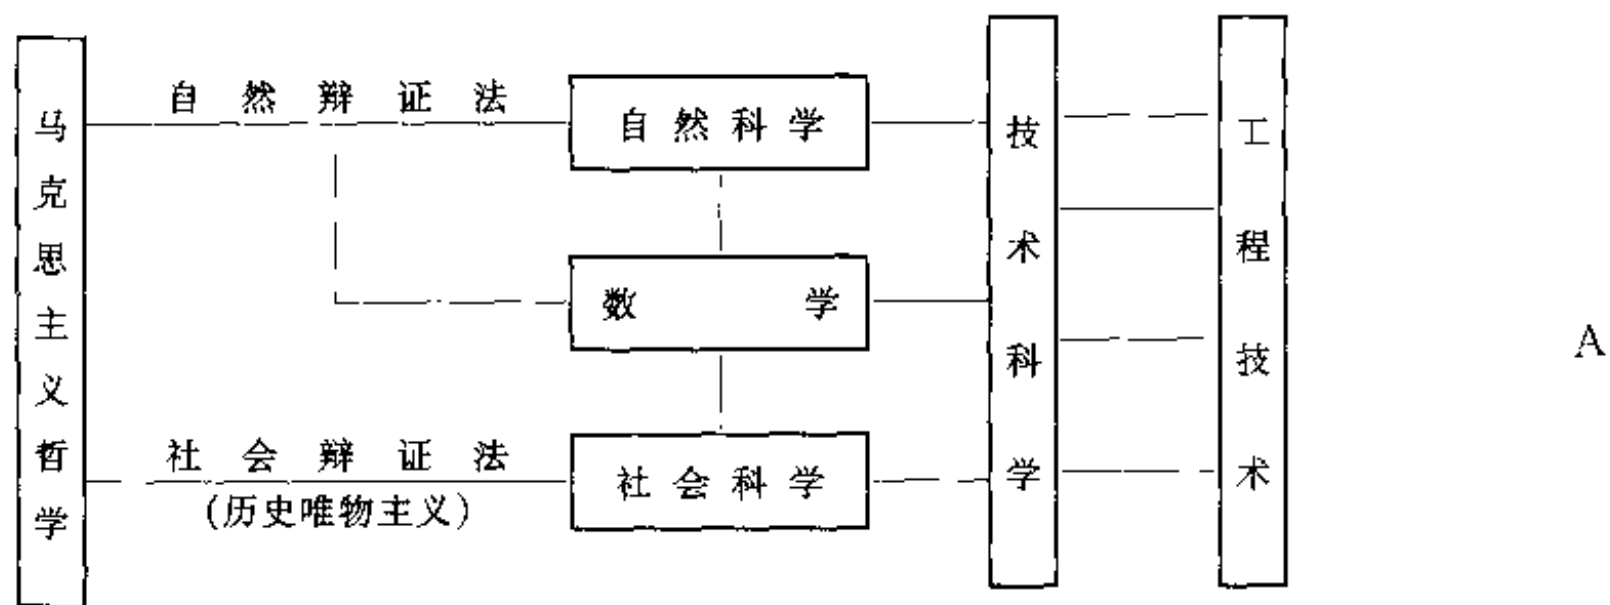 马克思主义哲学
自然辩证法
社会辩证法
(历史唯物主义)
自然科学
数学
社会科学
技术科学
工程技术
A